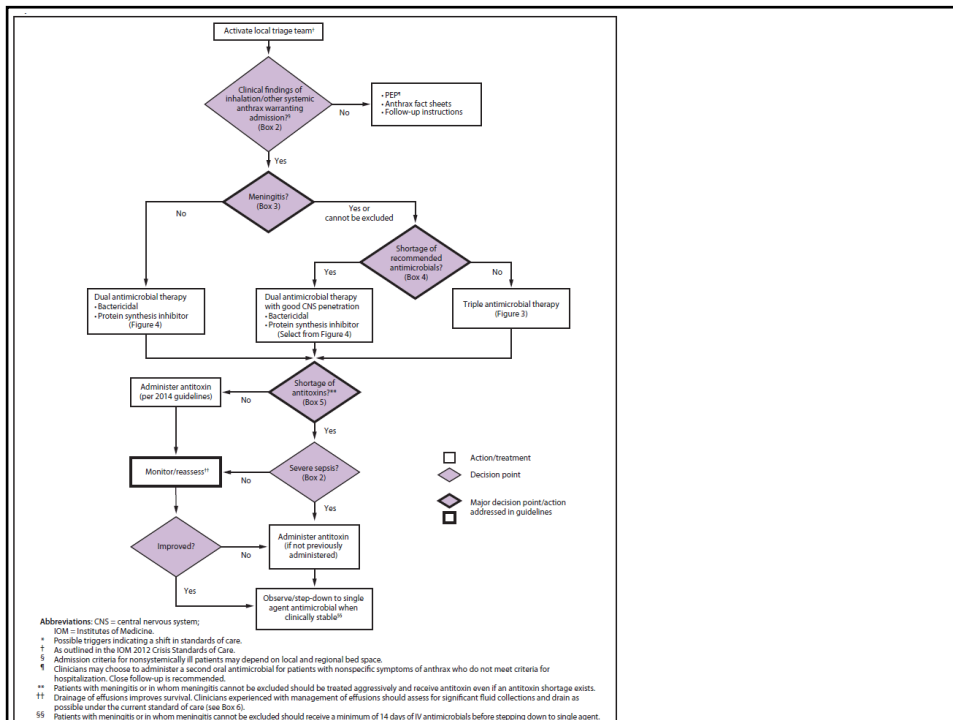 Activate local triage team†
Clinical findings of
inhalation/other systemic
anthrax warranting
admission?§
(Box 2)
No
• PEP¶
• Anthrax fact sheets
• Follow-up instructions
Yes
Meningitis?
(Box 3)
No
Yes or
cannot be excluded
Shortage of
recommended
antimicrobials?
(Box 4)
Yes
No
Dual antimicrobial therapy
• Bactericidal
• Protein synthesis inhibitor
(Figure 4)
Dual antimicrobial therapy
with good CNS penetration
• Bactericidal
• Protein synthesis inhibitor
(Select from Figure 4)
Triple antimicrobial therapy
(Figure 3)
Administer antitoxin
(per 2014 guidelines)
No
Shortage of
antitoxins?**
(Box 5)
Yes
Monitor/reassess††
No
Severe sepsis?
(Box 2)
Yes
Action/treatment
Decision point
Major decision point/action
addressed in guidelines
Improved?
No
Administer antitoxin
(if not previously
administered)
Yes
Observe/step-down to single
agent antimicrobial when
clinically stable§§
Abbreviations: CNS = central nervous system;
IOM = Institutes of Medicine.
* Possible triggers indicating a shift in standards of care.
† As outlined in the IOM 2012 Crisis Standards of Care.
§ Admission criteria for nonsystemically ill patients may depend on local and regional bed space.
¶ Clinicians may choose to administer a second oral antimicrobial for patients with nonspecific symptoms of anthrax who do not meet criteria for
hospitalization. Close follow-up is recommended.
** Patients with meningitis or in whom meningitis cannot be excluded should be treated aggressively and receive antitoxin even if an antitoxin shortage exists.
†† Drainage of effusions improves survival. Clinicians experienced with management of effusions should assess for significant fluid collections and drain as
possible under the current standard of care (see Box 6).
§§ Patients with meningitis or in whom meningitis cannot be excluded should receive a minimum of 14 days of IV antimicrobials before stepping down to single agent.